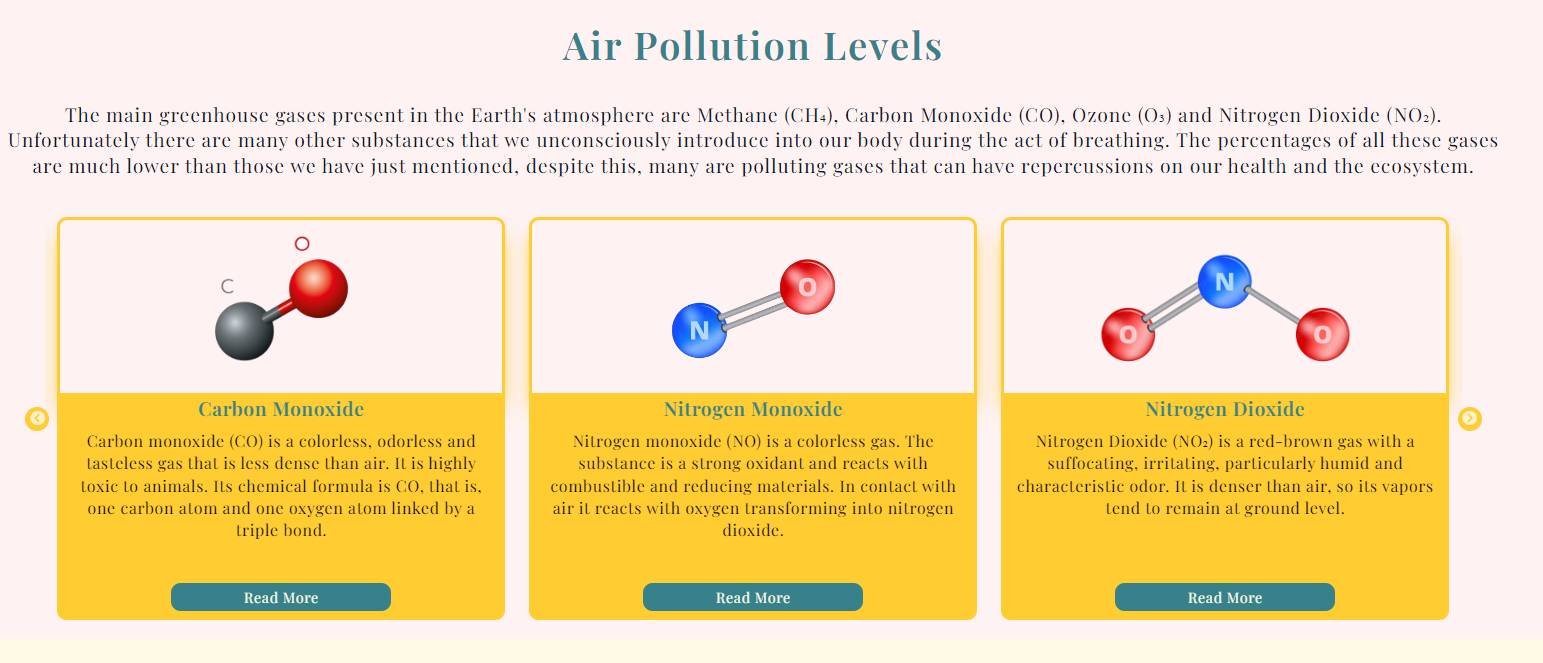 Air Pollution Levels
The main greenhouse gases present in the Earth's atmosphere are Methane (CH₄), Carbon Monoxide (CO), Ozone (O₃) and Nitrogen Dioxide (NO₂).
Unfortunately there are many other substances that we unconsciously introduce into our body during the act of breathing. The percentages of all these gases
are much lower than those we have just mentioned, despite this, many are polluting gases that can have repercussions on our health and the ecosystem.
O
C
Carbon Monoxide
Carbon monoxide (CO) is a colorless, odorless and
tasteless gas that is less dense than air. It is highly
toxic to animals. Its chemical formula is CO, that is,
one carbon atom and one oxygen atom linked by a
triple bond.
Read More
O
N
Nitrogen Monoxide
Nitrogen monoxide (NO) is a colorless gas. The
substance is a strong oxidant and reacts with
combustible and reducing materials. In contact with
air it reacts with oxygen transforming into nitrogen
dioxide.
Read More
N
O
O
Nitrogen Dioxide
Nitrogen Dioxide (NO₂) is a red-brown gas with a
suffocating, irritating, particularly humid and
characteristic odor. It is denser than air, so its vapors
tend to remain at ground level.
Read More